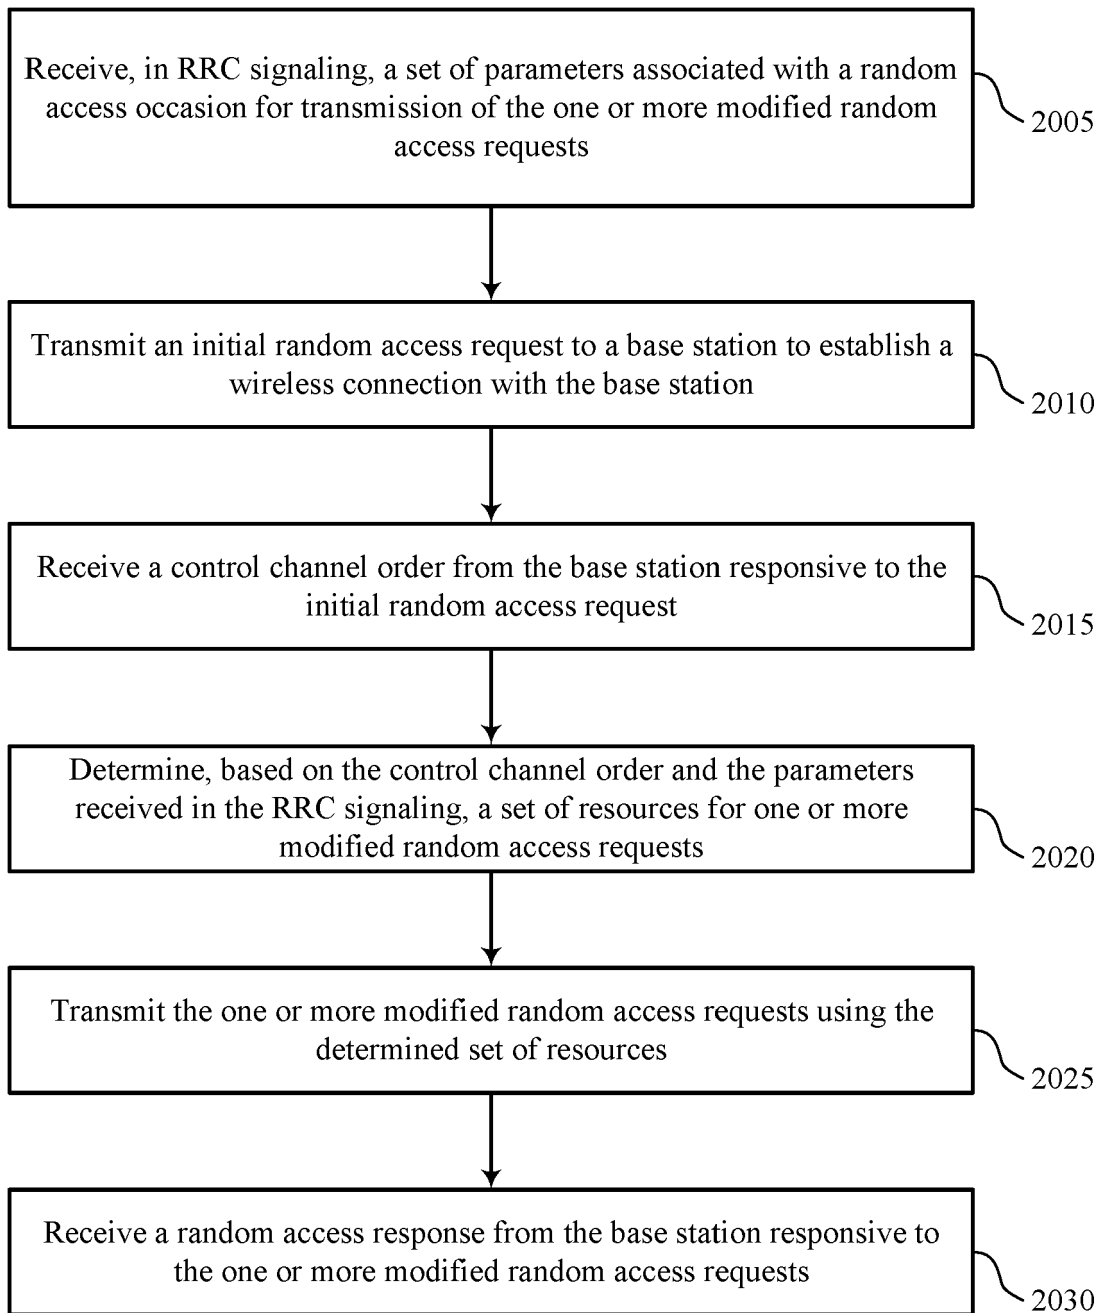 Receive, in RRC signaling, a set of parameters associated with a random
access occasion for transmission of the one or more modified random
access requests
2005
Transmit an initial random access request to a base station to establish a
wireless connection with the base station
2010
Receive a control channel order from the base station responsive to the
initial random access request
2015
Determine, based on the control channel order and the parameters
received in the RRC signaling, a set of resources for one or more
modified random access requests
2020
Transmit the one or more modified random access requests using the
determined set of resources
2025
Receive a random access response from the base station responsive to
the one or more modified random access requests
2030